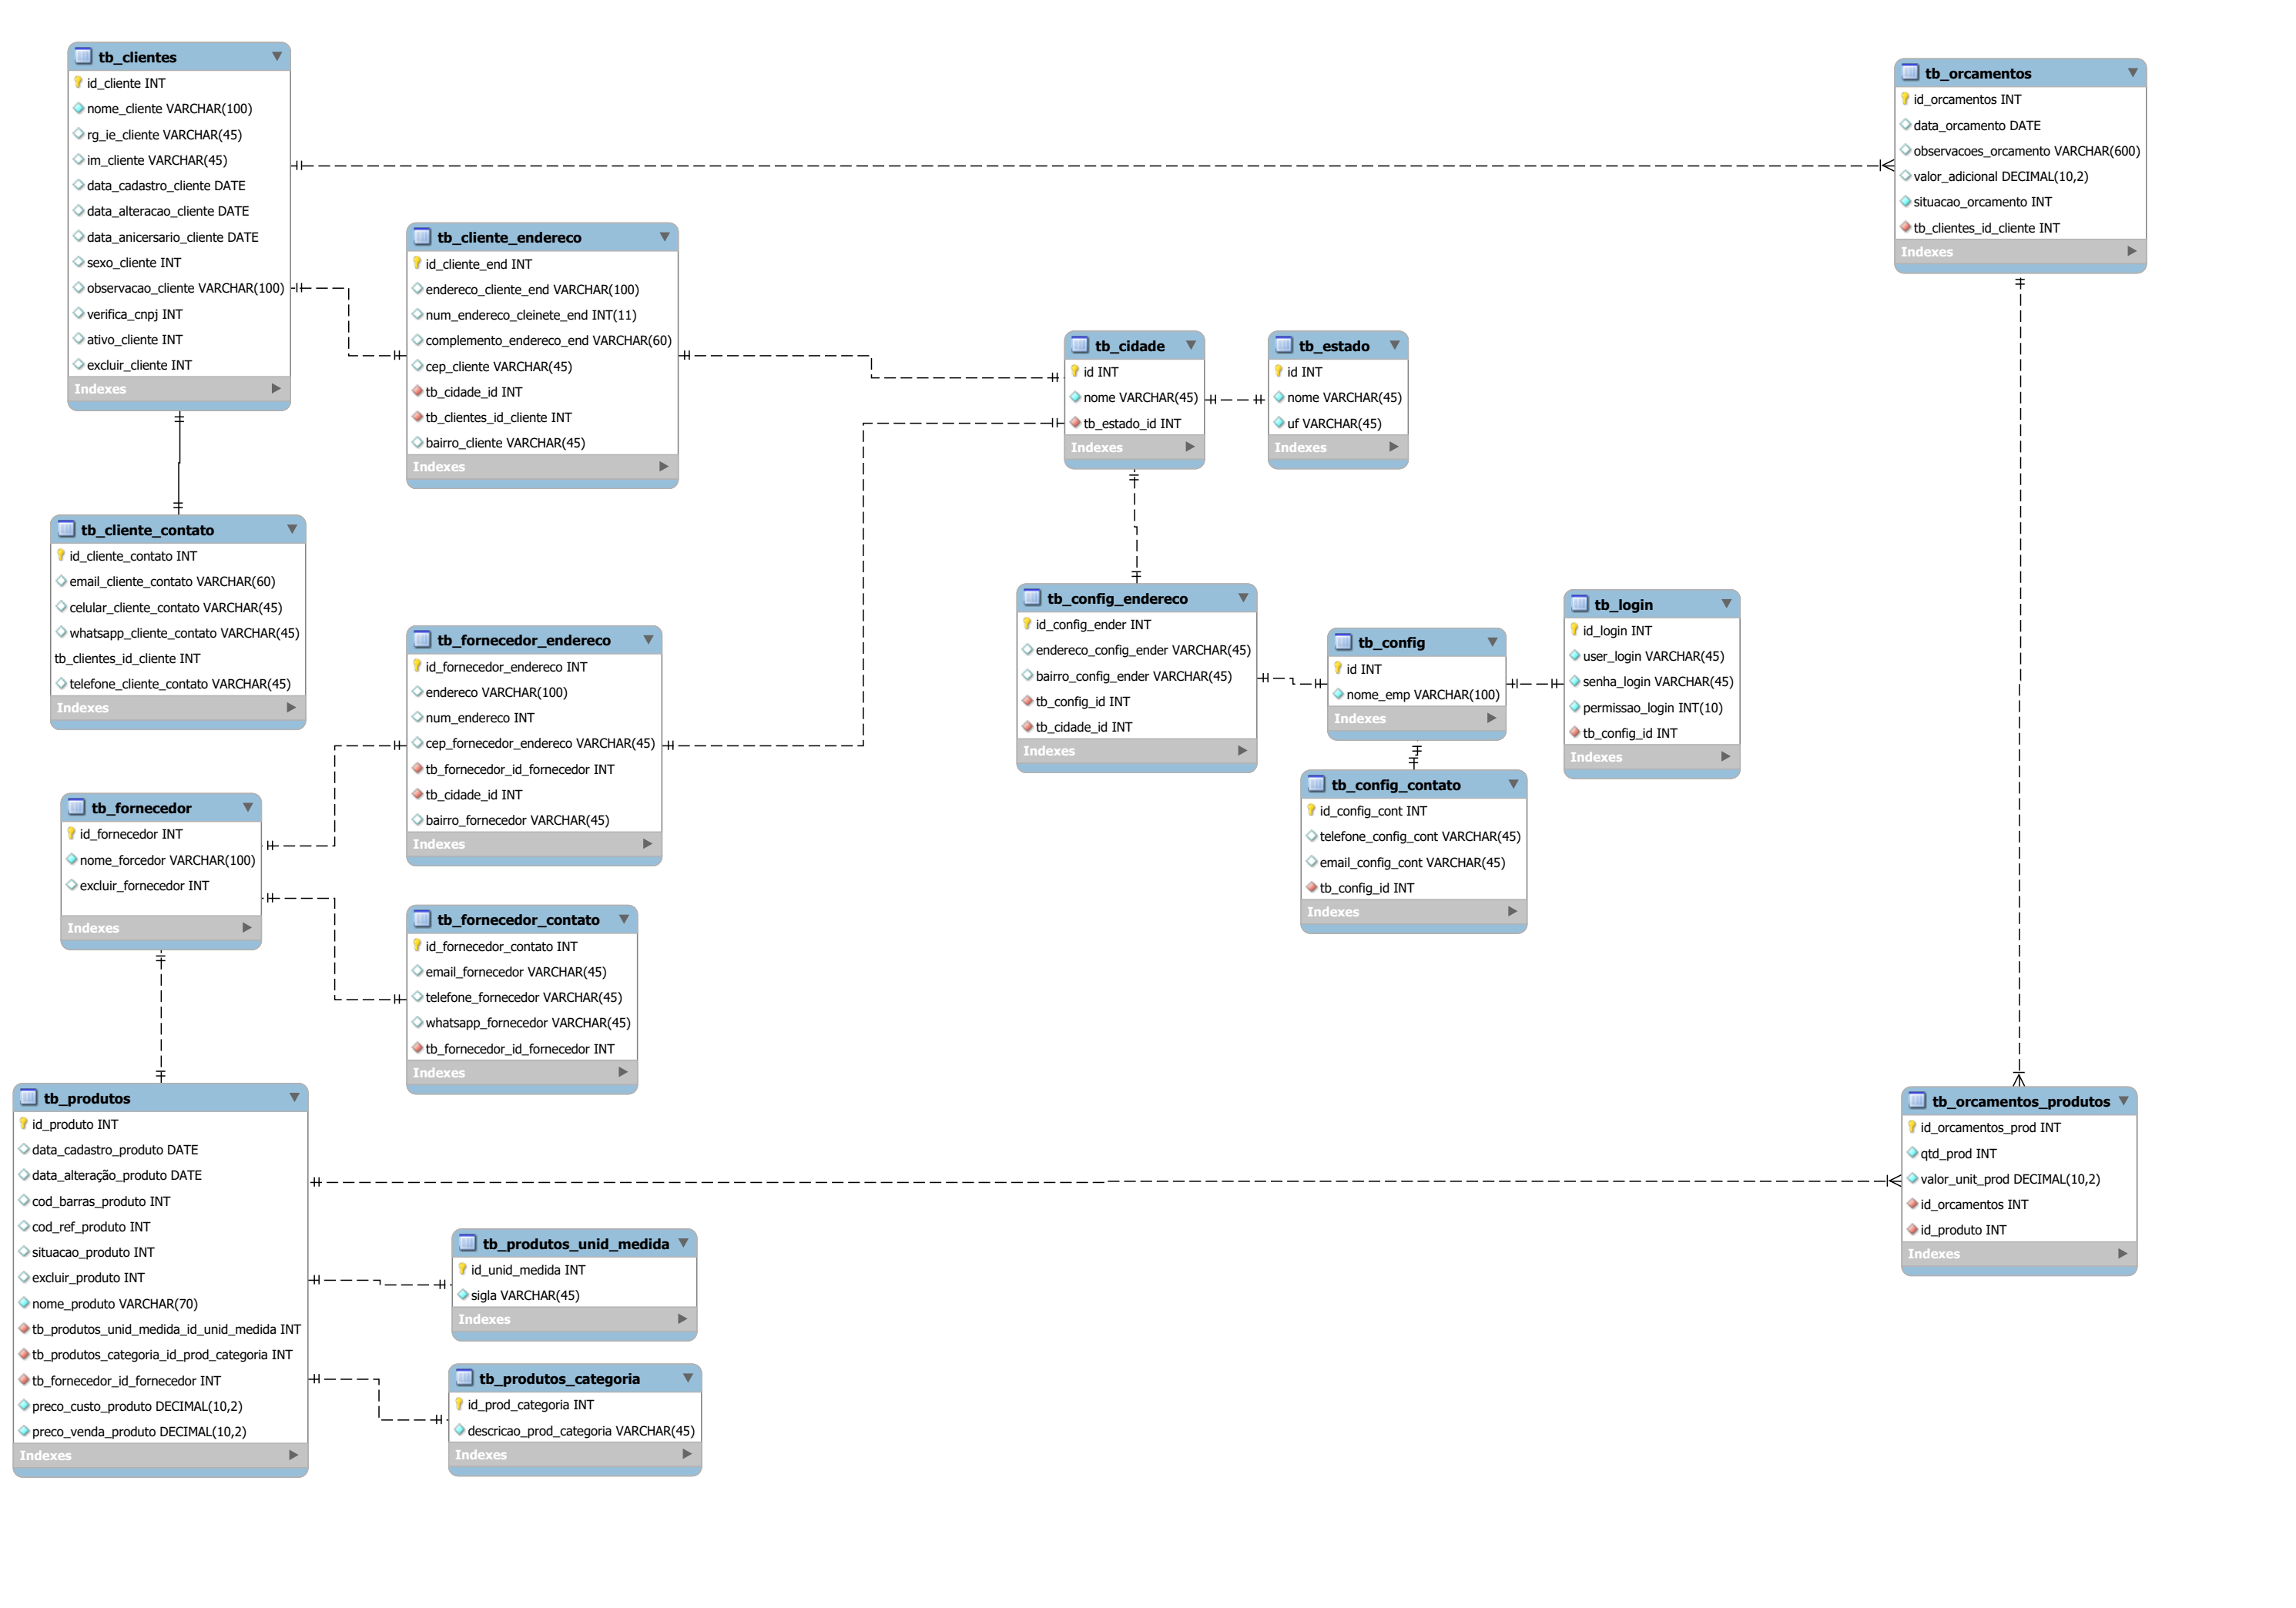 tb_clientes
id_cliente INT
nome_cliente VARCHAR(100)
rg_ie_cliente VARCHAR(45)
im_cliente VARCHAR(45)
data_cadastro_cliente DATE
data_alteracao_cliente DATE
data_anicersario_cliente DATE
sexo_cliente INT
observacao_cliente VARCHAR(100)
verifica_cnpj INT
ativo_cliente INT
excluir_cliente INT
Indexes
tb_orcamentos
id_orcamentos INT
data_orcamento DATE
observacoes_orcamento VARCHAR(600)
valor_adicional DECIMAL(10,2)
situacao_orcamento INT
tb_clientes_id_cliente INT
Indexes
tb_cliente_endereco
id_cliente_end INT
endereco_cliente_end VARCHAR(100)
num_endereco_cleinete_end INT(11)
complemento_endereco_end VARCHAR(60)
cep_cliente VARCHAR(45)
tb_cidade_id INT
tb_clientes_id_cliente INT
bairro_cliente VARCHAR(45)
Indexes
tb_cidade
id INT
nome VARCHAR(45)
tb_estado_id INT
Indexes
tb_estado
id INT
nome VARCHAR(45)
uf VARCHAR(45)
Indexes
tb_cliente_contato
id_cliente_contato INT
email_cliente_contato VARCHAR(60)
celular_cliente_contato VARCHAR(45)
whatsapp_cliente_contato VARCHAR(45)
tb_clientes_id_cliente INT
telefone_cliente_contato VARCHAR(45)
Indexes
tb_config_endereco
id_config_ender INT
endereco_config_ender VARCHAR(45)
bairro_config_ender VARCHAR(45)
tb_config_id INT
tb_cidade_id INT
Indexes
tb_config
id INT
nome_emp VARCHAR(100)
Indexes
tb_login
id_login INT
user_login VARCHAR(45)
senha_login VARCHAR(45)
permissao_login INT(10)
tb_config_id INT
Indexes
tb_fornecedor_endereco
id_fornecedor_endereco INT
endereco VARCHAR(100)
num_endereco INT
cep_fornecedor_endereco VARCHAR(45)
tb_fornecedor_id_fornecedor INT
tb_cidade_id INT
bairro_fornecedor VARCHAR(45)
Indexes
tb_config_contato
id_config_cont INT
telefone_config_cont VARCHAR(45)
email_config_cont VARCHAR(45)
tb_config_id INT
Indexes
tb_fornecedor
id_fornecedor INT
nome_forcedor VARCHAR(100)
excluir_fornecedor INT
Indexes
tb_fornecedor_contato
id_fornecedor_contato INT
email_fornecedor VARCHAR(45)
telefone_fornecedor VARCHAR(45)
whatsapp_fornecedor VARCHAR(45)
tb_fornecedor_id_fornecedor INT
Indexes
tb_produtos
id_produto INT
data_cadastro_produto DATE
data_alteração_produto DATE
cod_barras_produto INT
cod_ref_produto INT
situacao_produto INT
excluir_produto INT
nome_produto VARCHAR(70)
tb_produtos_unid_medida_id_unid_medida INT
tb_produtos_categoria_id_prod_categoria INT
tb_fornecedor_id_fornecedor INT
preco_custo_produto DECIMAL(10,2)
preco_venda_produto DECIMAL(10,2)
Indexes
tb_orcamentos_produtos
id_orcamentos_prod INT
qtd_prod INT
valor_unit_prod DECIMAL(10,2)
id_orcamentos INT
id_produto INT
Indexes
tb_produtos_unid_medida
id_unid_medida INT
sigla VARCHAR(45)
Indexes
tb_produtos_categoria
id_prod_categoria INT
descricao_prod_categoria VARCHAR(45)
Indexes